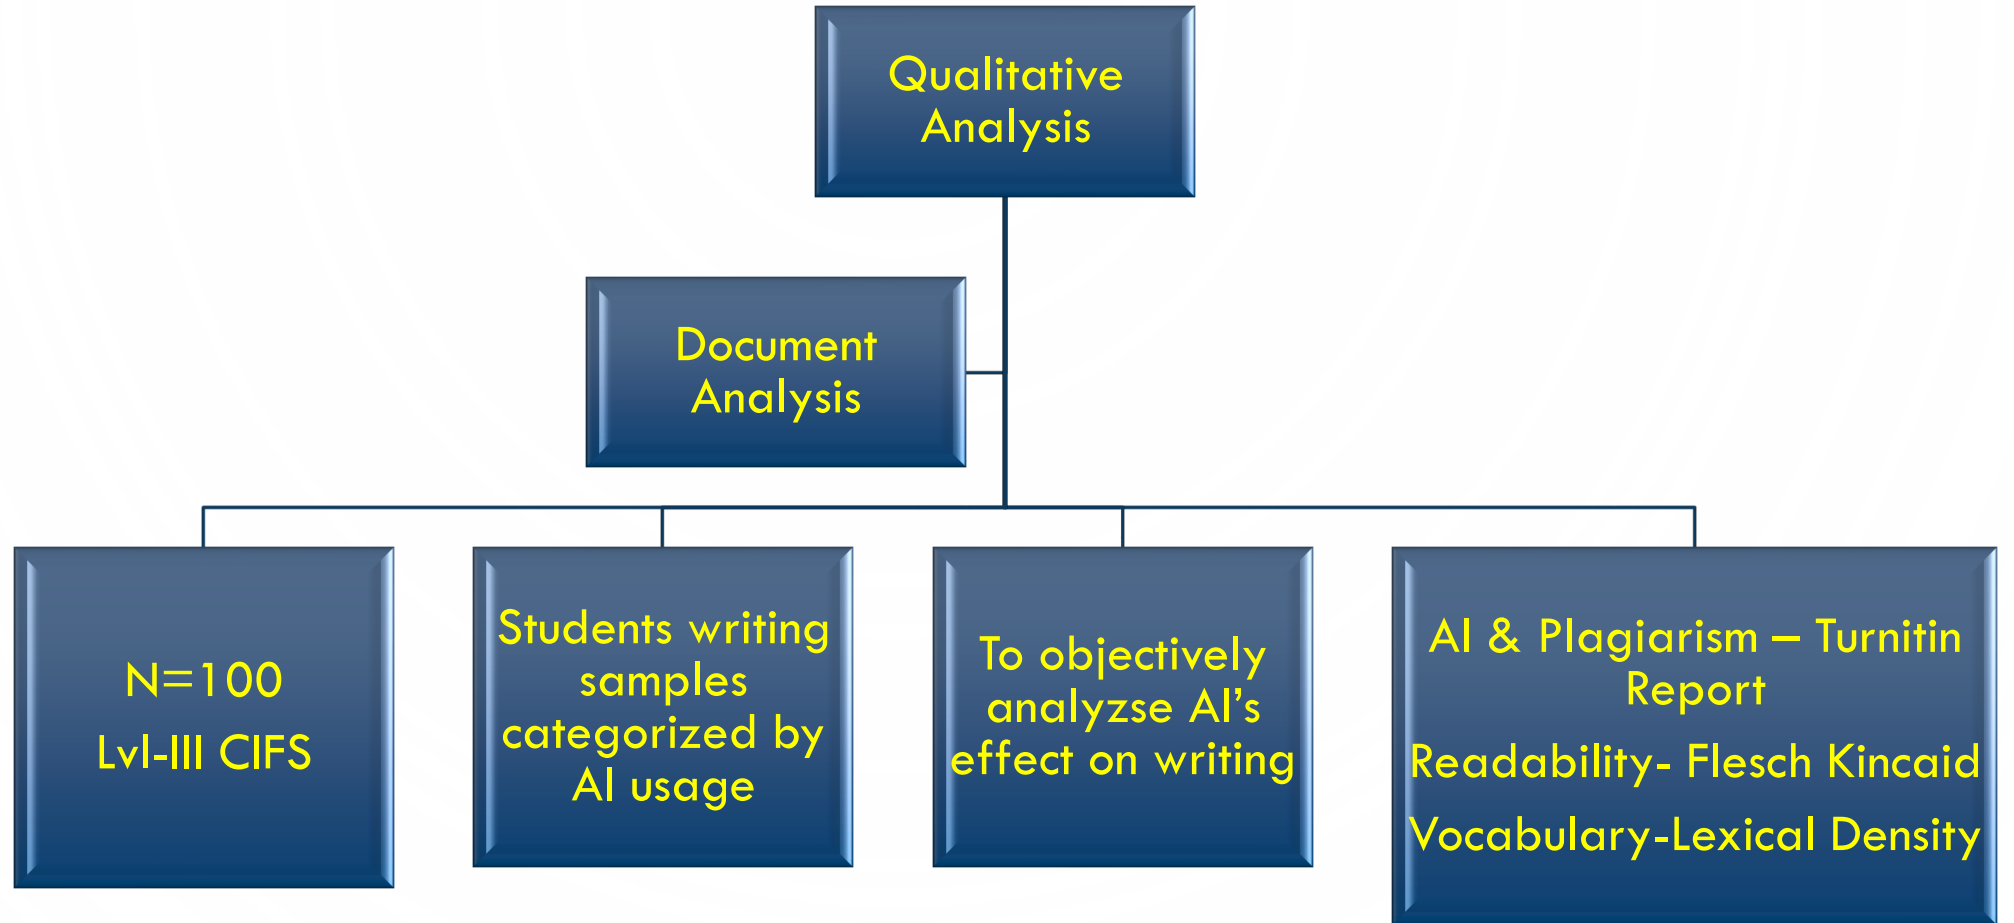 Qualitative
Analysis
Document
Analysis
N=100
Lvl-III CIFS
Students writing
samples
categorized by
AI usage
To objectively
analyzse AI’s
effect on writing
AI & Plagiarism – Turnitin
Report
Readability- Flesch Kincaid
Vocabulary-Lexical Density